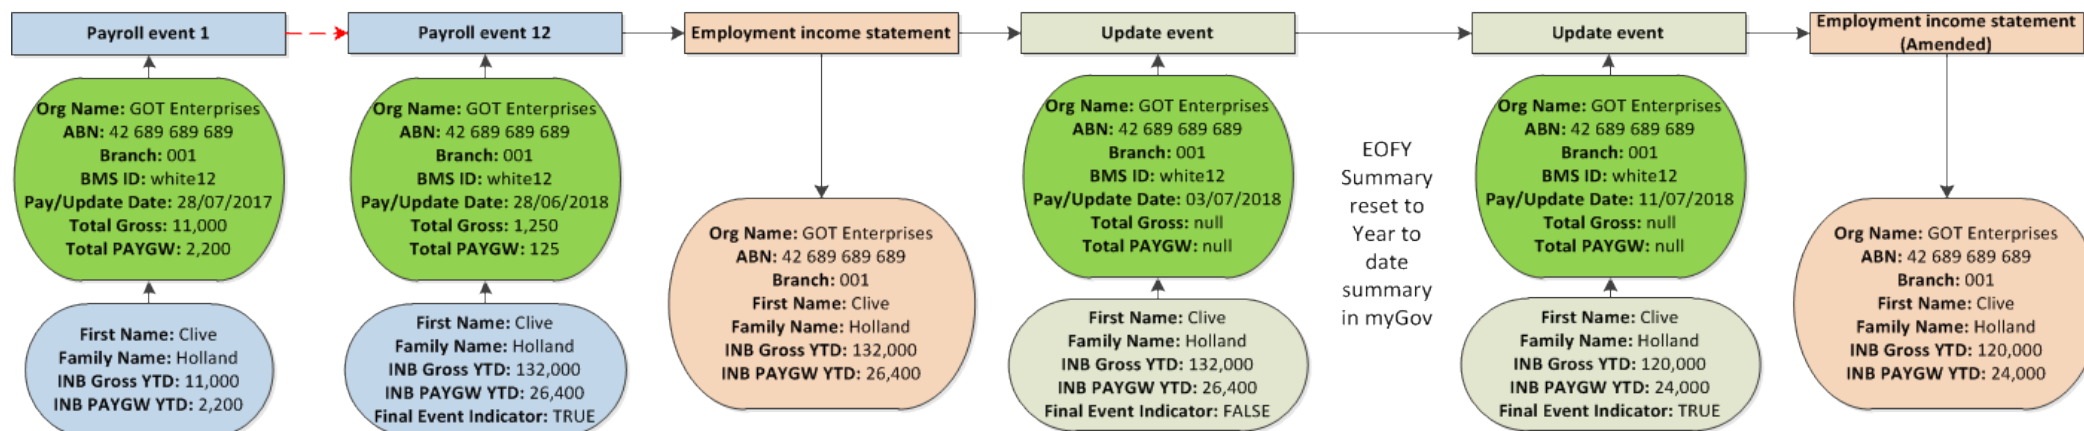 Payroll event 1
Org Name: GOT Enterprises
ABN: 42 689 689 689
Branch: 001
BMS ID: white12
Pay/Update Date: 28/07/2017
Total Gross: 11,000
Total PAYGW: 2,200
First Name: Clive
Family Name: Holland
INB Gross YTD: 11,000
INB PAYGW YTD: 2,200
Payroll event 12
Org Name: GOT Enterprises
ABN: 42 689 689 689
Branch: 001
BMS ID: white12
Pay/Update Date: 28/06/2018
Total Gross: 1,250
Total PAYGW: 125
First Name: Clive
Family Name: Holland
INB Gross YTD: 132,000
INB PAYGW YTD: 26,400
Final Event Indicator: TRUE
Employment income statement
Org Name: GOT Enterprises
ABN: 42 689 689 689
Branch: 001
First Name: Clive
Family Name: Holland
INB Gross YTD: 132,000
INB PAYGW YTD: 26,400
Update event
Org Name: GOT Enterprises
ABN: 42 689 689 689
Branch: 001
BMS ID: white12
Pay/Update Date: 03/07/2018
Total Gross: null
Total PAYGW: null
First Name: Clive
Family Name: Holland
INB Gross YTD: 132,000
INB PAYGW YTD: 26,400
Final Event Indicator: FALSE
EOFY
Summary
reset to
Year to
date
summary
in myGov
Update event
Org Name: GOT Enterprises
ABN: 42 689 689 689
Branch: 001
BMS ID: white12
Pay/Update Date: 11/07/2018
Total Gross: null
Total PAYGW: null
First Name: Clive
Family Name: Holland
INB Gross YTD: 120,000
INB PAYGW YTD: 24,000
Final Event Indicator: TRUE
Employment income statement
(Amended)
Org Name: GOT Enterprises
ABN: 42 689 689 689
Branch: 001
First Name: Clive
Family Name: Holland
INB Gross YTD: 120,000
INB PAYGW YTD: 24,000